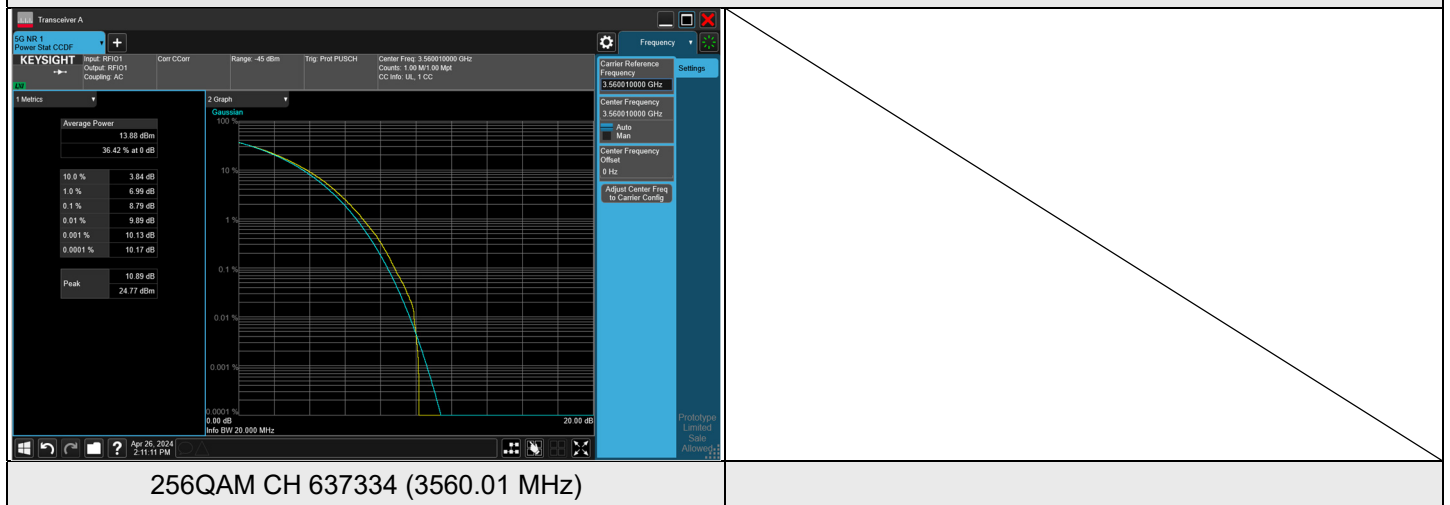 Transceiver A
5G NR 1
Power Stat CCDF
+
Frequency
KEYSIGHT
LXI
Input: RFIO1
Output: RFIO1
Coupling: AC
Corr CCorr
Range: -45 dBm
Trig: Prot PUSCH
Center Freq: 3.560010000 GHz
Counts: 1.00 M/1.00 Mpt
CC Info: UL, 1 CC
1 Metrics
Average Power
13.88 dBm
36.42 % at 0 dB
10.0 % 3.84 dB
1.0 % 6.99 dB
0.1 % 8.79 dB
0.01 % 9.89 dB
0.001 % 10.13 dB
0.0001 % 10.17 dB
Peak
10.89 dB
24.77 dBm
2 Graph
Gaussian
100 %
10 %
1 %
0.1 %
0.01 %
0.001 %
0.0001 %
0.00 dB
20.00 dB
Info BW 20.000 MHz
Carrier Reference
Frequency
3.560010000 GHz
Center Frequency
3.560010000 GHz
Auto
Man
Center Frequency
Offset
0 Hz
Adjust Center Freq
to Carrier Config
Settings
Prototype
Limited
Sale
Allowed
?
Apr 26, 2024
2:11:11 PM
256QAM CH 637334 (3560.01 MHz)